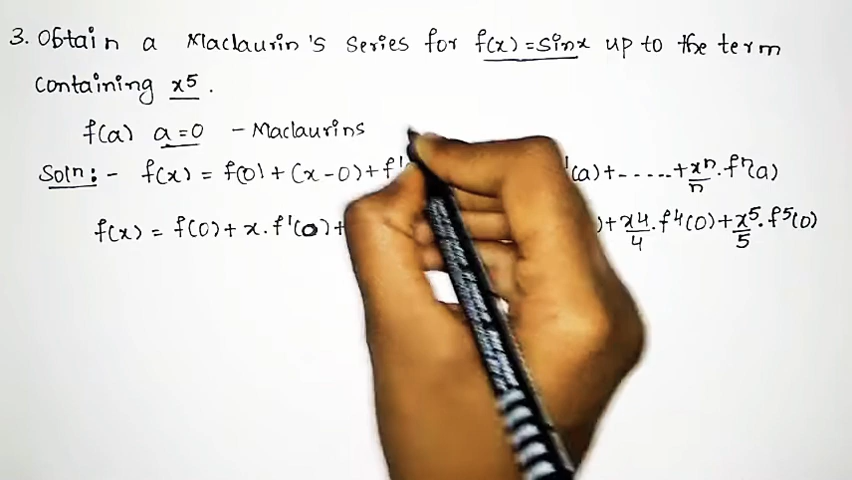 3. Obtain a Maclaurin's series for f(x)=sinx up to the term
containing x5.
f(a) a=0 - Maclaurins
Soln:- f(x) = f(0) + (x-0) + f' '(a) +......+ xⁿ/n . fⁿ(a)
f(x) = f(0) + x. f'(0) + ) + x4/4 . f4(0) + x5/5 . f5(0)